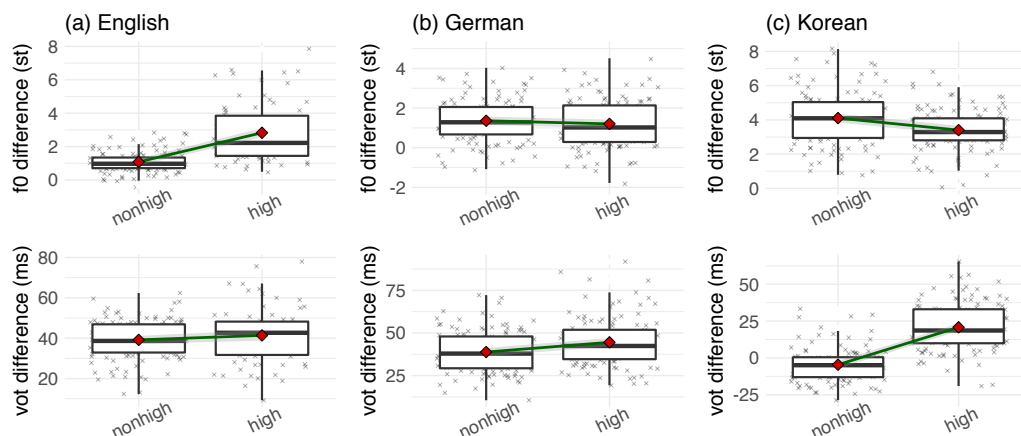 (a) English
f0 difference (st)
8
6
4
2
0
nonhigh
high
(b) German
f0 difference (st)
4
2
0
-2
nonhigh
high
(c) Korean
f0 difference (st)
8
6
4
2
0
nonhigh
high
vot difference (ms)
80
60
40
20
nonhigh
high
vot difference (ms)
75
50
25
nonhigh
high
vot difference (ms)
50
25
0
-25
nonhigh
high